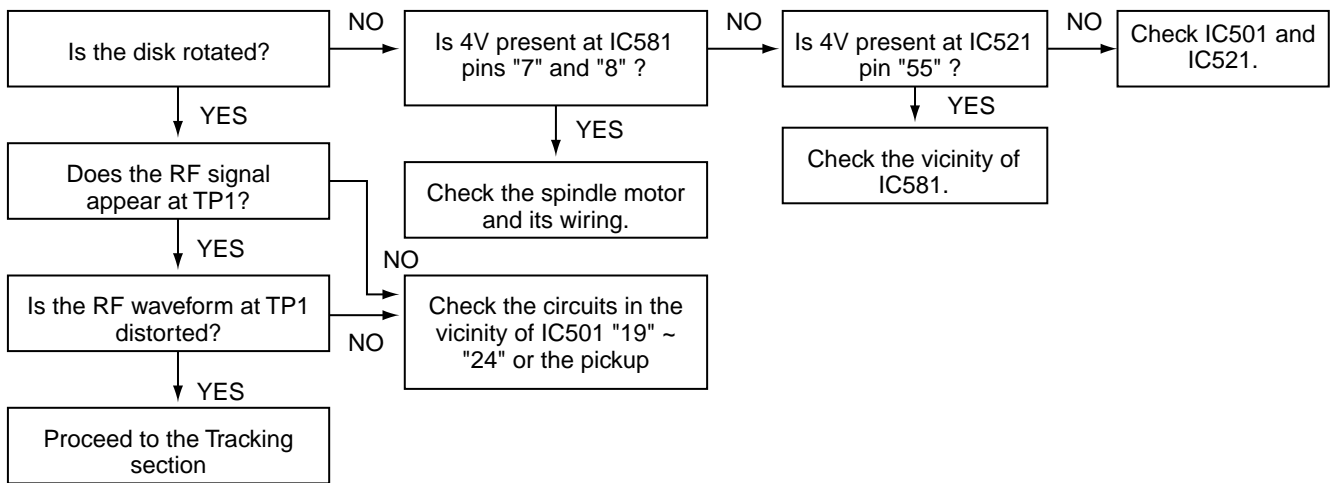 Is the disk rotated?
NO
Is 4V present at IC581
pins "7" and "8" ?
NO
Is 4V present at IC521
pin "55" ?
NO
Check IC501 and
IC521.
YES
YES
YES
Does the RF signal
appear at TP1?
Check the spindle motor
and its wiring.
Check the vicinity of
IC581.
YES
NO
Is the RF waveform at TP1
distorted?
NO
Check the circuits in the
vicinity of IC501 "19" ~
"24" or the pickup
YES
Proceed to the Tracking
section